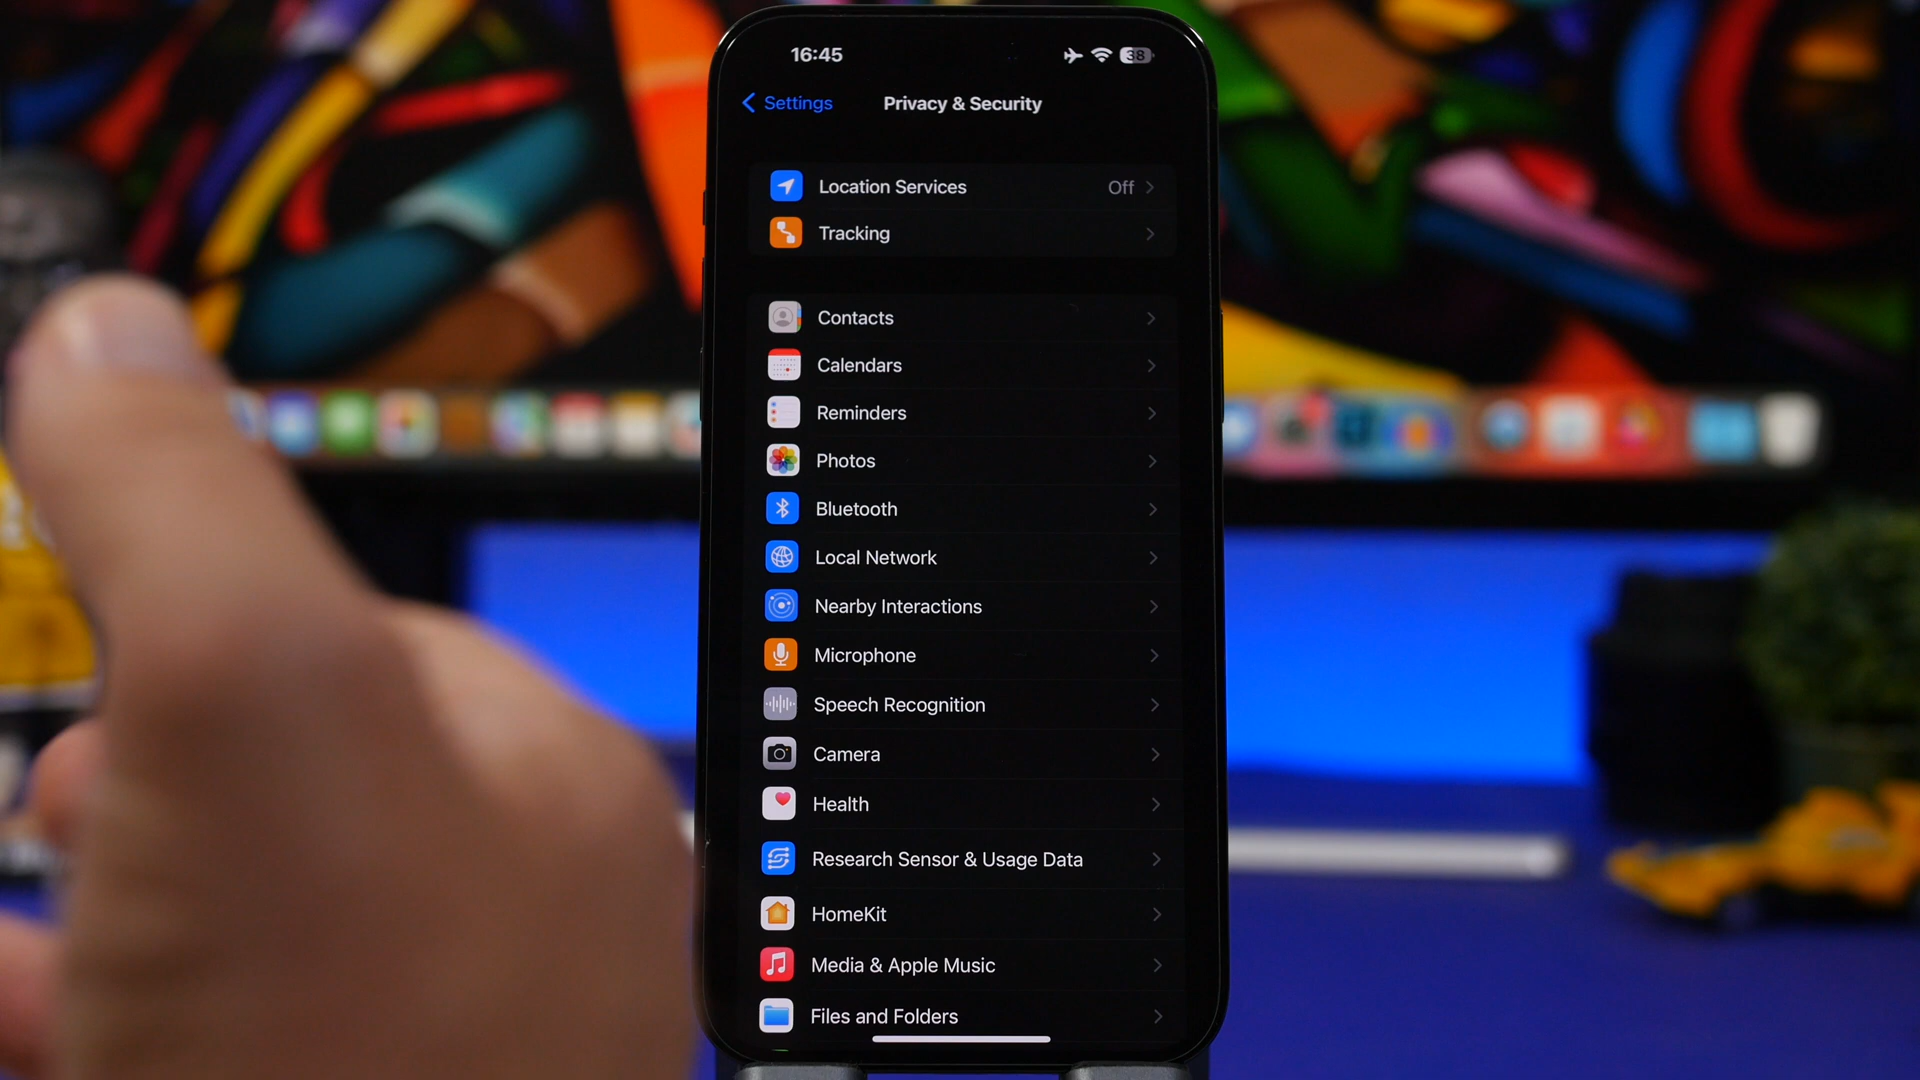 16:45
38
Settings
Privacy & Security
Location Services
Off
Tracking
Contacts
Calendars
Reminders
Photos
Bluetooth
Local Network
Nearby Interactions
Microphone
Speech Recognition
Camera
Health
Research Sensor & Usage Data
HomeKit
Media & Apple Music
Files and Folders